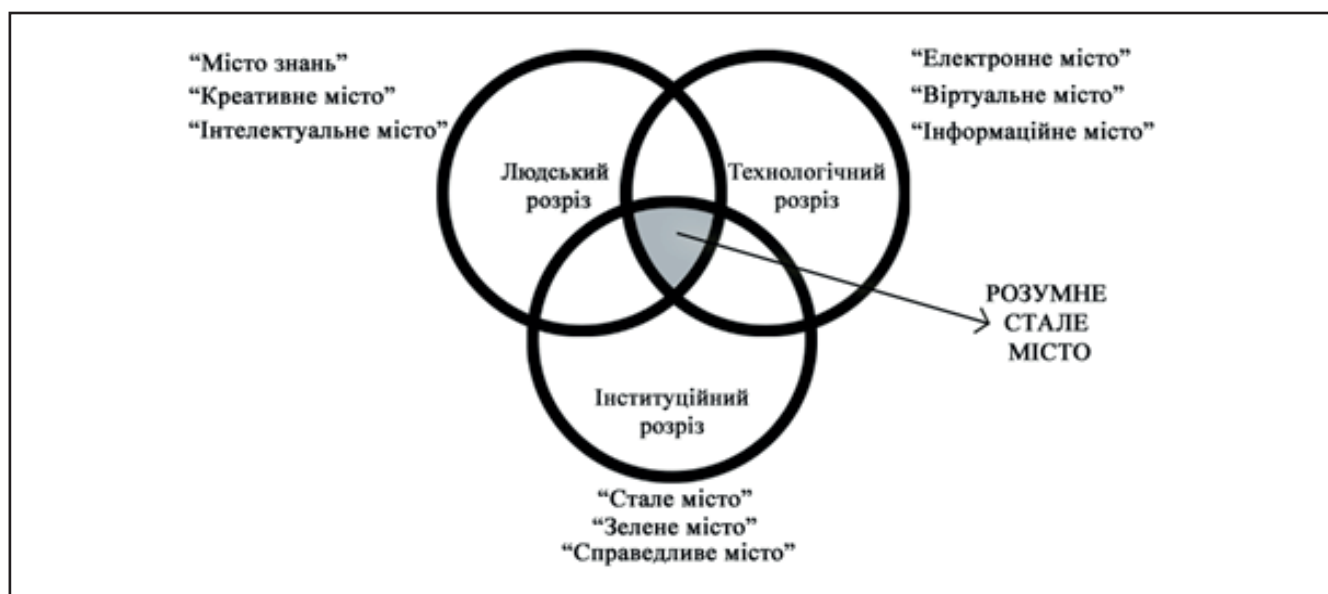 “Місто знань”
“Креативне місто”
“Інтелектуальне місто”
“Електронне місто”
“Віртуальне місто”
“Інформаційне місто”
Людський
розріз
Технологічний
розріз
РОЗУМНЕ
СТАЛЕ
МІСТО
Інституційний
розріз
“Стале місто”
“Зелене місто”
“Справедливе місто”